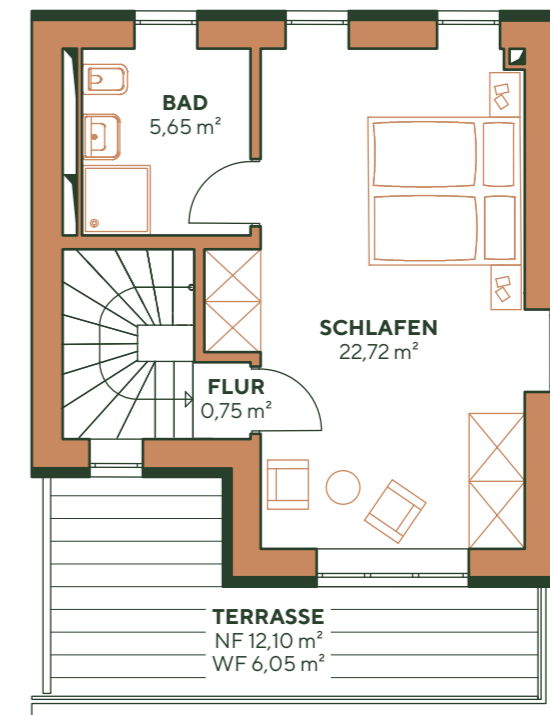 BAD
5,65 m²
SCHLAFEN
22,72 m²
FLUR
0,75 m²
TERRASSE
NF 12,10 m²
WF 6,05 m²